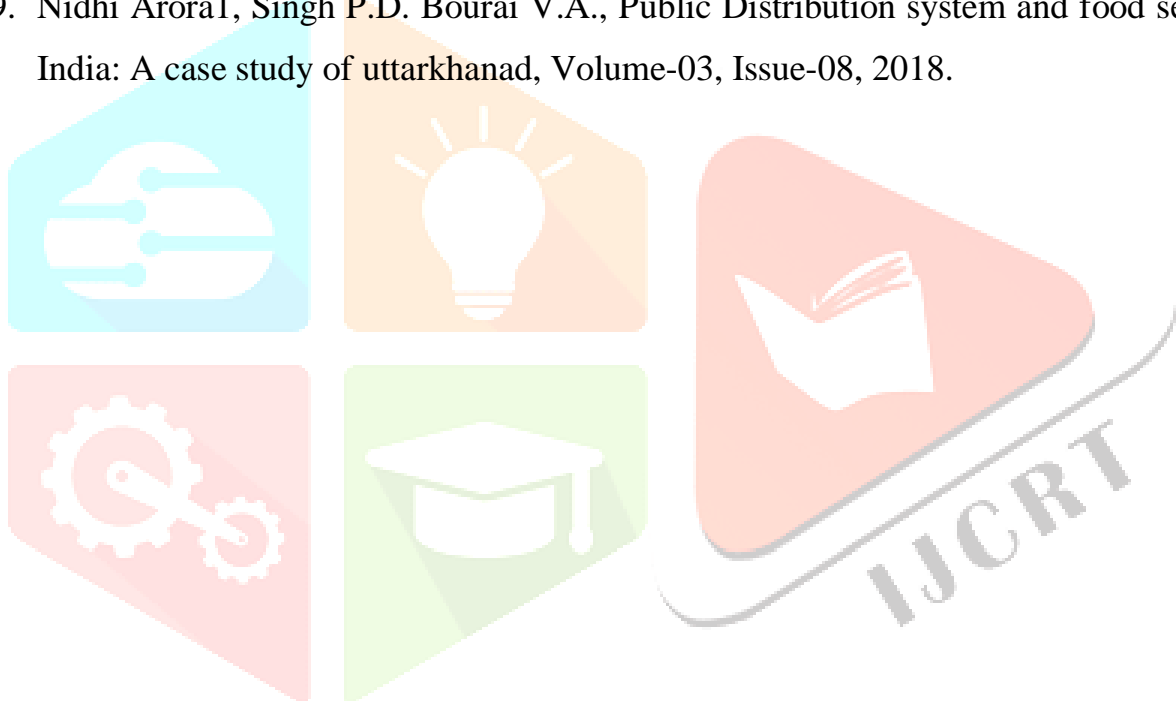 9. Nidhi Arora1, Singh P.D. Bourai V.A., Public Distribution system and food
India: A case study of uttarkhanad, Volume-03, Issue-08, 2018.
IJCRT